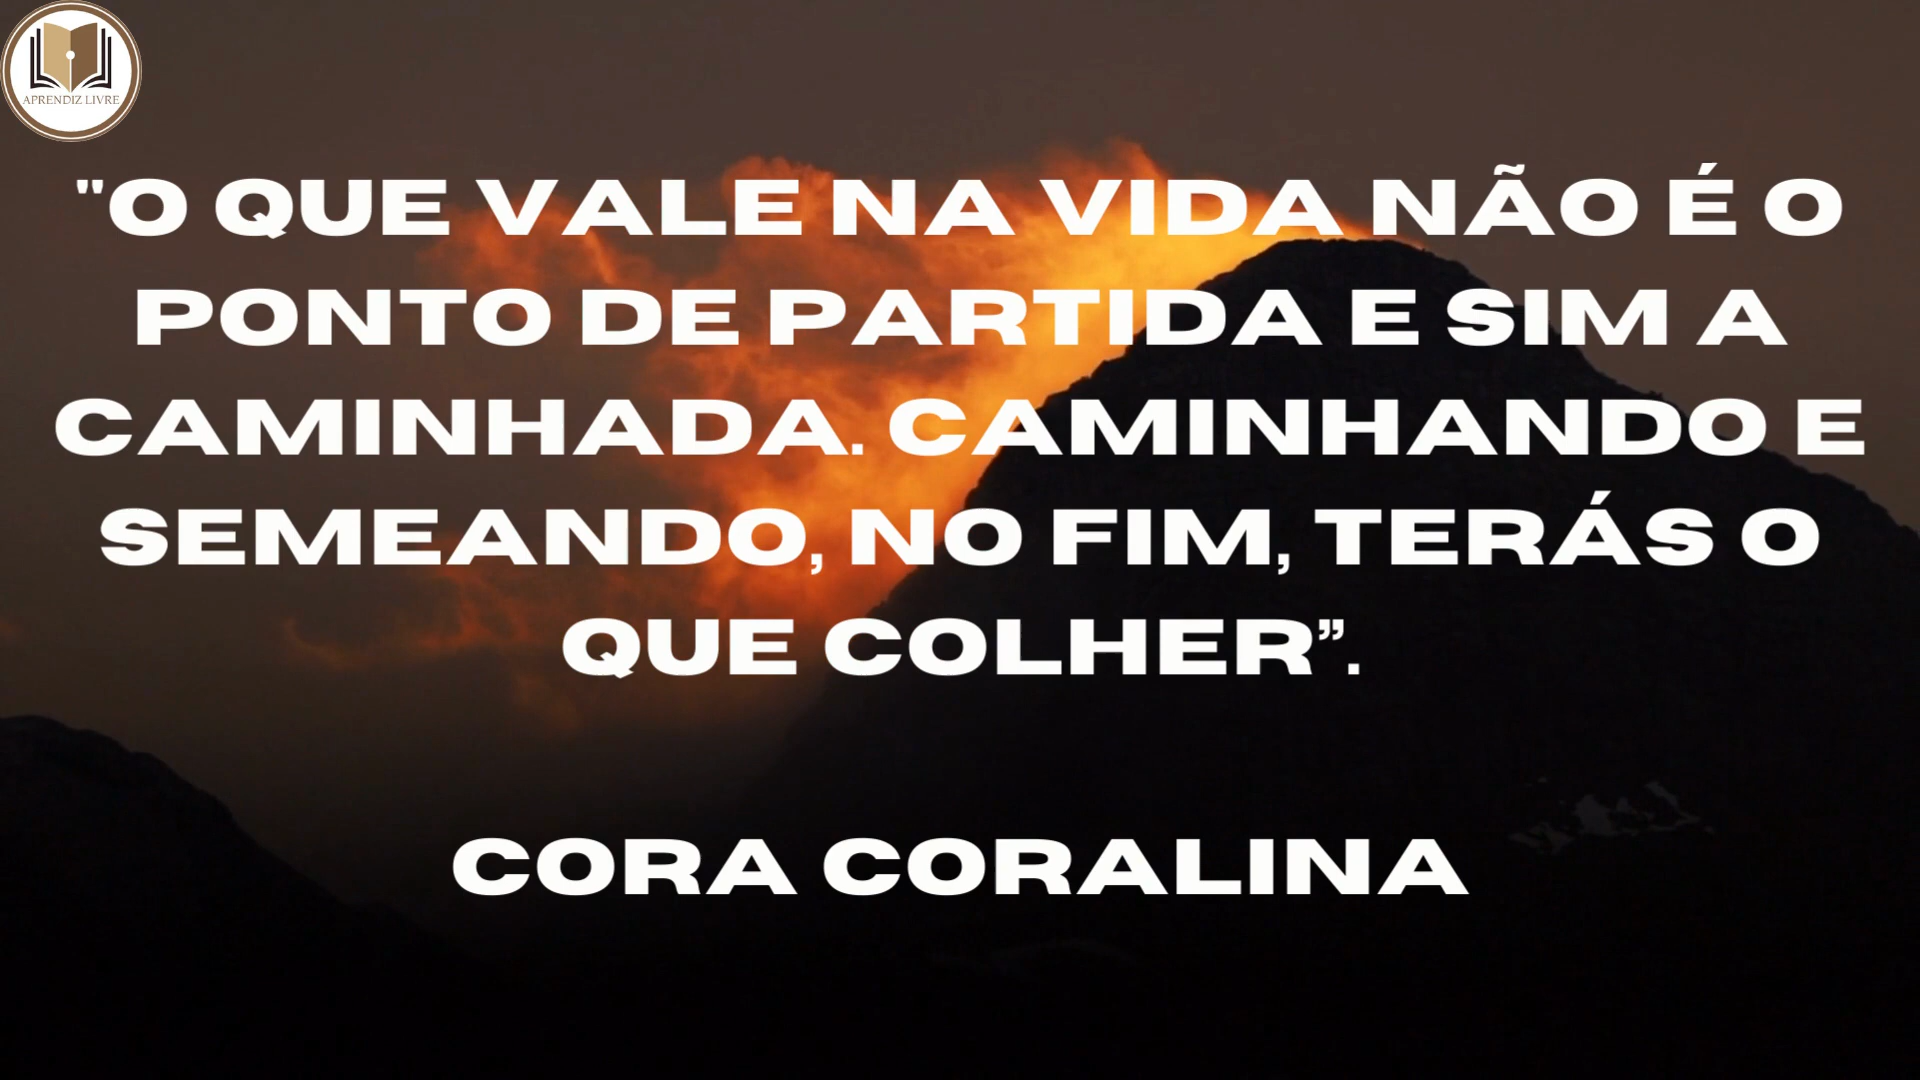 APRENDIZ LIVRE
"O QUE VALE NA VIDA NÃO É O
PONTO DE PARTIDA E SIM A
CAMINHADA. CAMINHANDO E
SEMEANDO, NO FIM, TERÁS O
QUE COLHER”.
CORA CORALINA